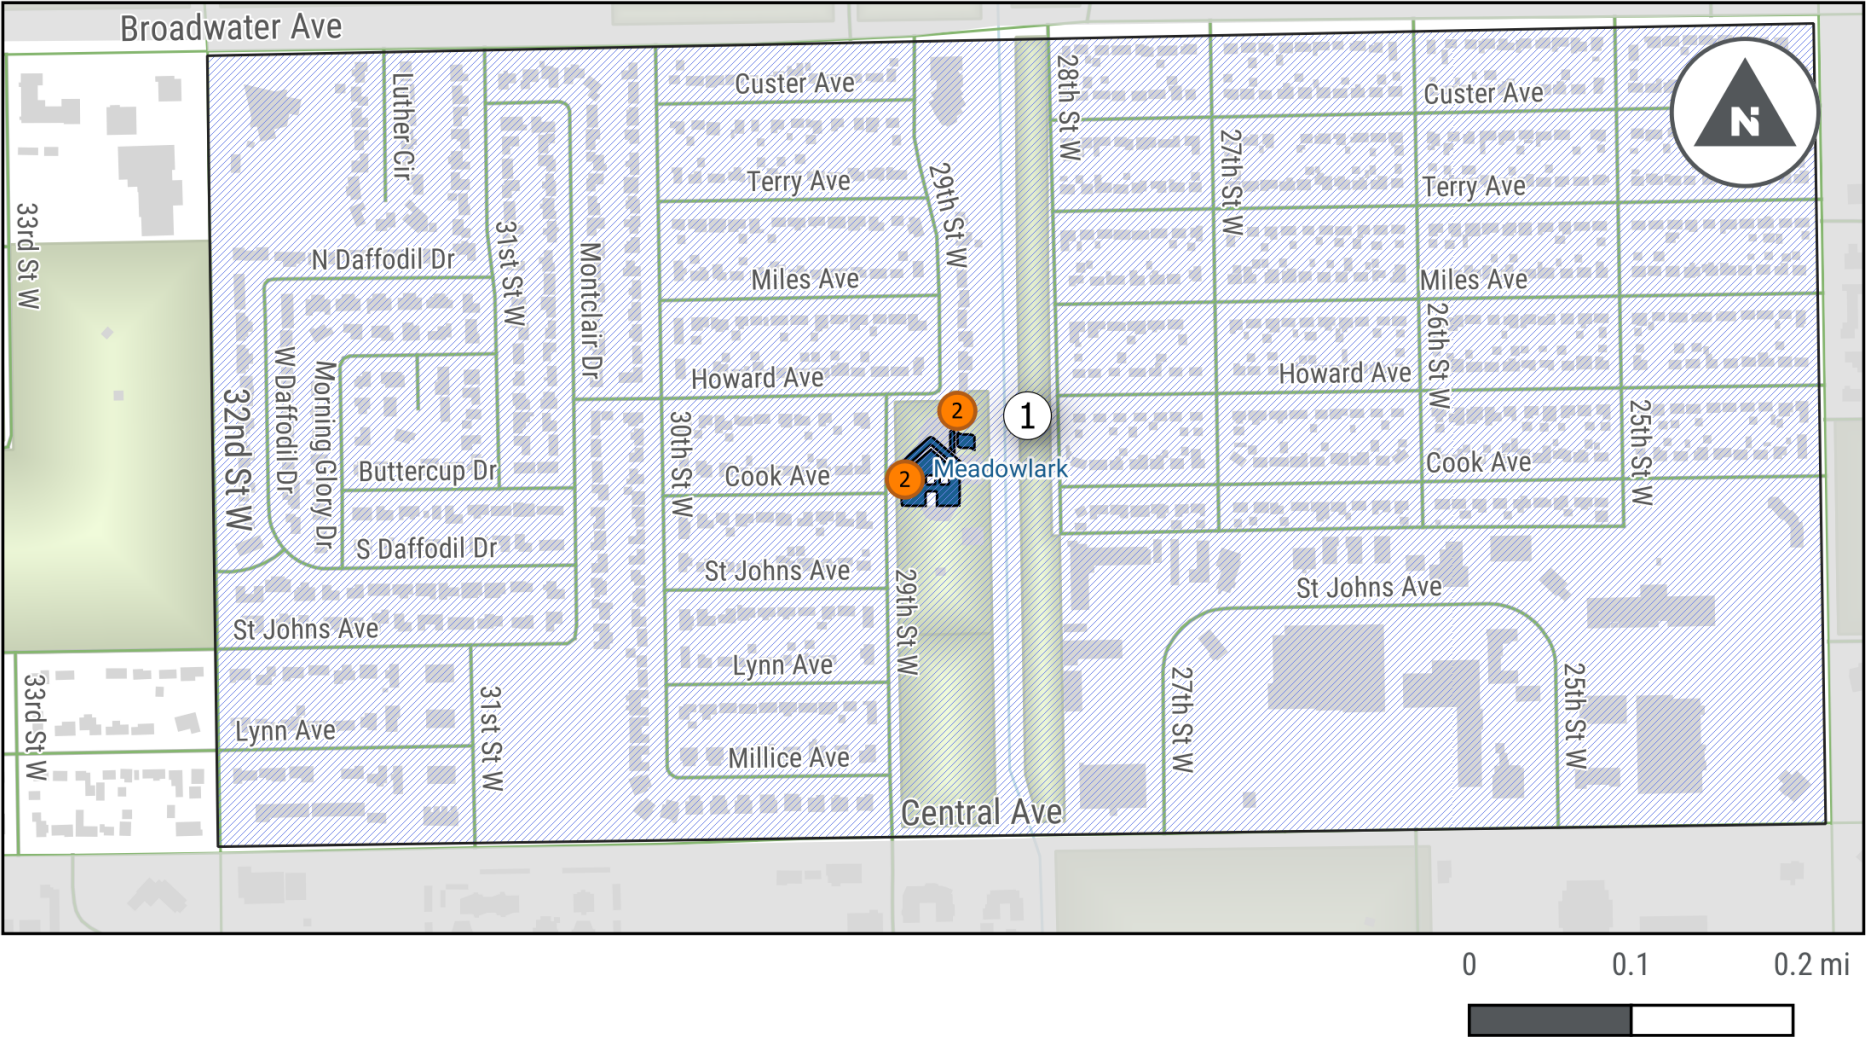 Broadwater Ave
Luther Cir
Custer Ave
28th St W
Custer Ave
N
27th St W
Terry Ave
29th St W
Terry Ave
33rd St W
31st St W
N Daffodil Dr
Montclair Dr
Miles Ave
Miles Ave
26th St W
W Daffodil Dr
Morning Glory Dr
Howard Ave
Howard Ave
32nd St W
30th St W
2
1
25th St W
Buttercup Dr
Cook Ave
2
Meadowlark
Cook Ave
S Daffodil Dr
St Johns Ave
29th St W
St Johns Ave
St Johns Ave
Lynn Ave
33rd St W
31st St W
27th St W
25th St W
Lynn Ave
Millice Ave
Central Ave
0
0.1
0.2 mi